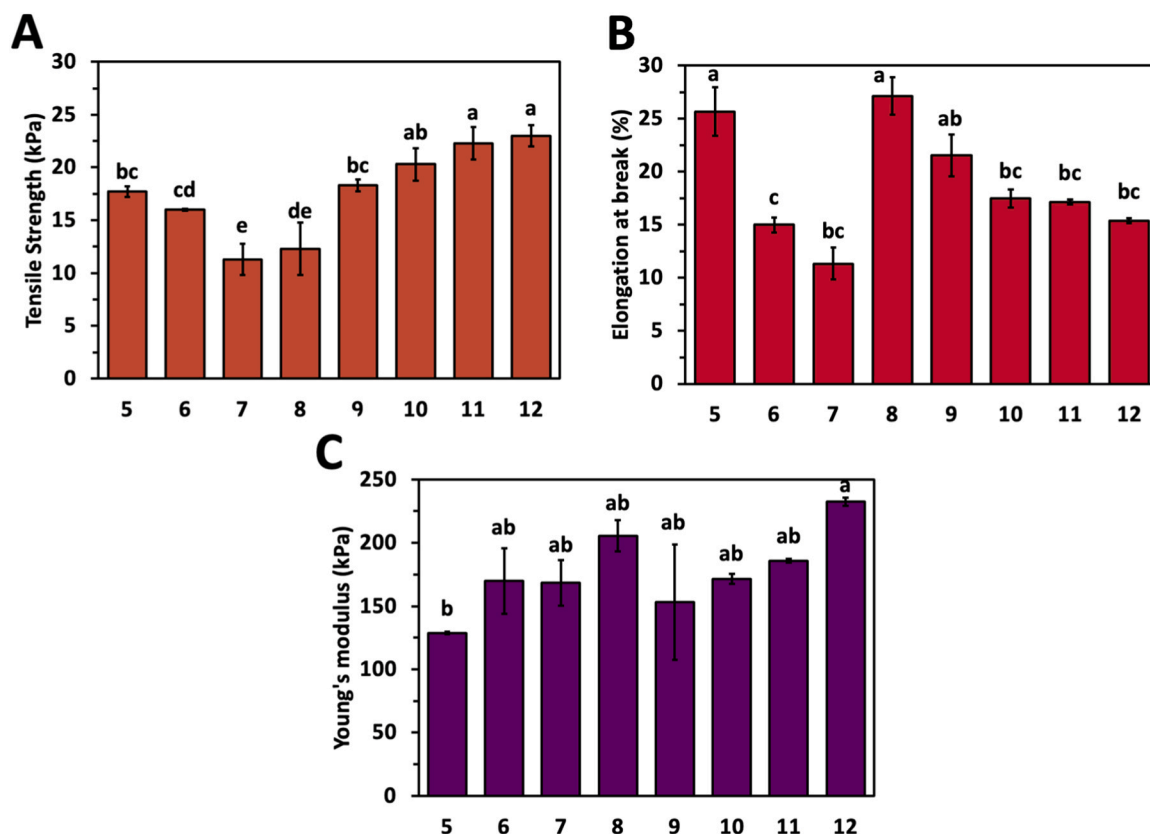 A
Tensile Strength (kPa)
30
25
20
15
10
5
0
bc
cd
e
de
bc
ab
a
a
5 6 7 8 9 10 11 12
B
Elongation at break (%)
30
25
20
15
10
5
0
a
c
bc
a
ab
bc
bc
bc
5 6 7 8 9 10 11 12
C
Young's modulus (kPa)
250
200
150
100
50
0
b
ab
ab
ab
ab
ab
ab
a
5 6 7 8 9 10 11 12